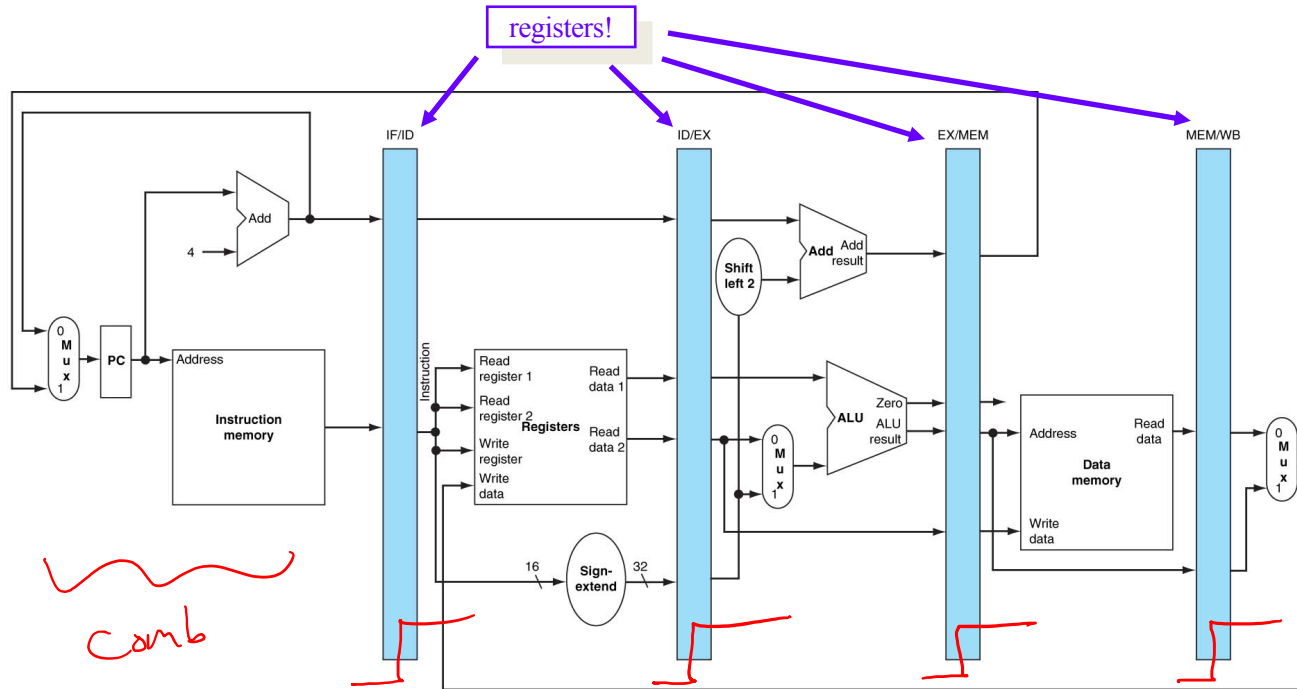 registers!
IF/ID
ID/EX
EX/MEM
MEM/WB
Add
4
Shift
left 2
Add
Add
result
0
M
u
x
1
PC
Address
Instruction
memory
Instruction
Read
register 1
Read
register 2
Write
register
Write
data
Registers
Read
data 1
Read
data 2
0
M
u
x
1
ALU
Zero
ALU
result
Address
Write
data
Data
memory
Read
data
0
M
u
x
1
16
Sign-
extend
32
Comb